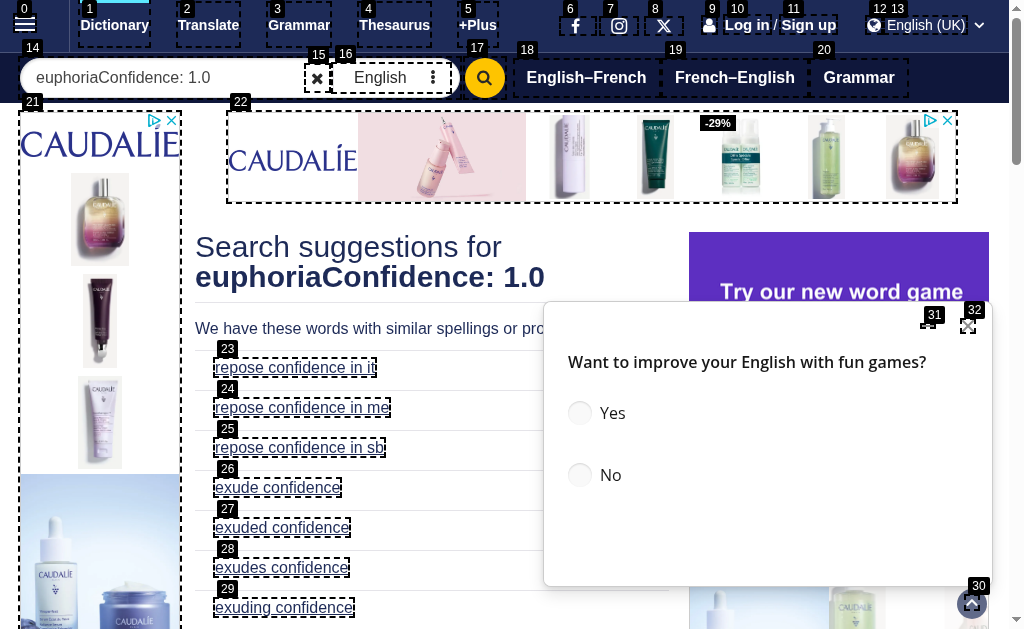 0 1 2 3 4 5 6 7 8 9 10 11 12 13
Dictionary Translate Grammar Thesaurus +Plus Log in / Sign up English (UK)
14 15 16 17 18 19 20
euphoriaConfidence: 1.0 English English–French French–English Grammar
21 22
CAUDALÍE
CAUDALÍE
-29%
Search suggestions for
euphoriaConfidence: 1.0
Try our new word game
We have these words with similar spellings or pro
23
repose confidence in it
24
repose confidence in me
25
repose confidence in sb
26
exude confidence
27
exuded confidence
28
exudes confidence
29
exuding confidence
31 32
Want to improve your English with fun games?
Yes
No
30
CAUDALÍE